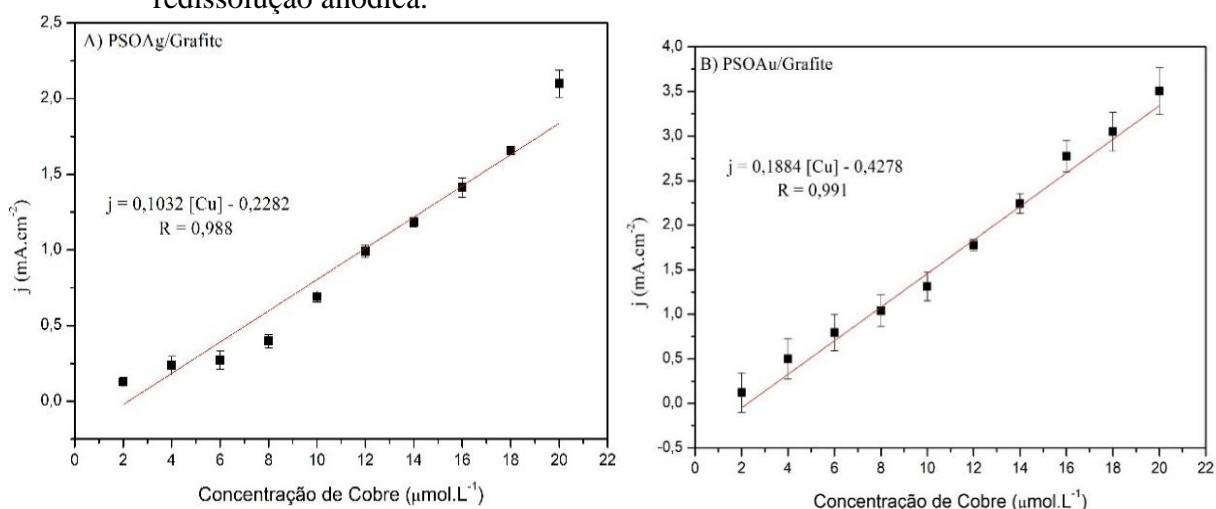 redissolução anódica.
A) PSOAg/Grafite
j = 0,1032 [Cu] - 0,2282
R = 0,988
j (mA.cm⁻²)
2,5
2,0
1,5
1,0
0,5
0,0
0 2 4 6 8 10 12 14 16 18 20 22
Concentração de Cobre (µmol.L⁻¹)
B) PSOAu/Grafite
j = 0,1884 [Cu] - 0,4278
R = 0,991
j (mA.cm⁻²)
4,0
3,5
3,0
2,5
2,0
1,5
1,0
0,5
0,0
-0,5
0 2 4 6 8 10 12 14 16 18 20 22
Concentração de Cobre (µmol.L⁻¹)